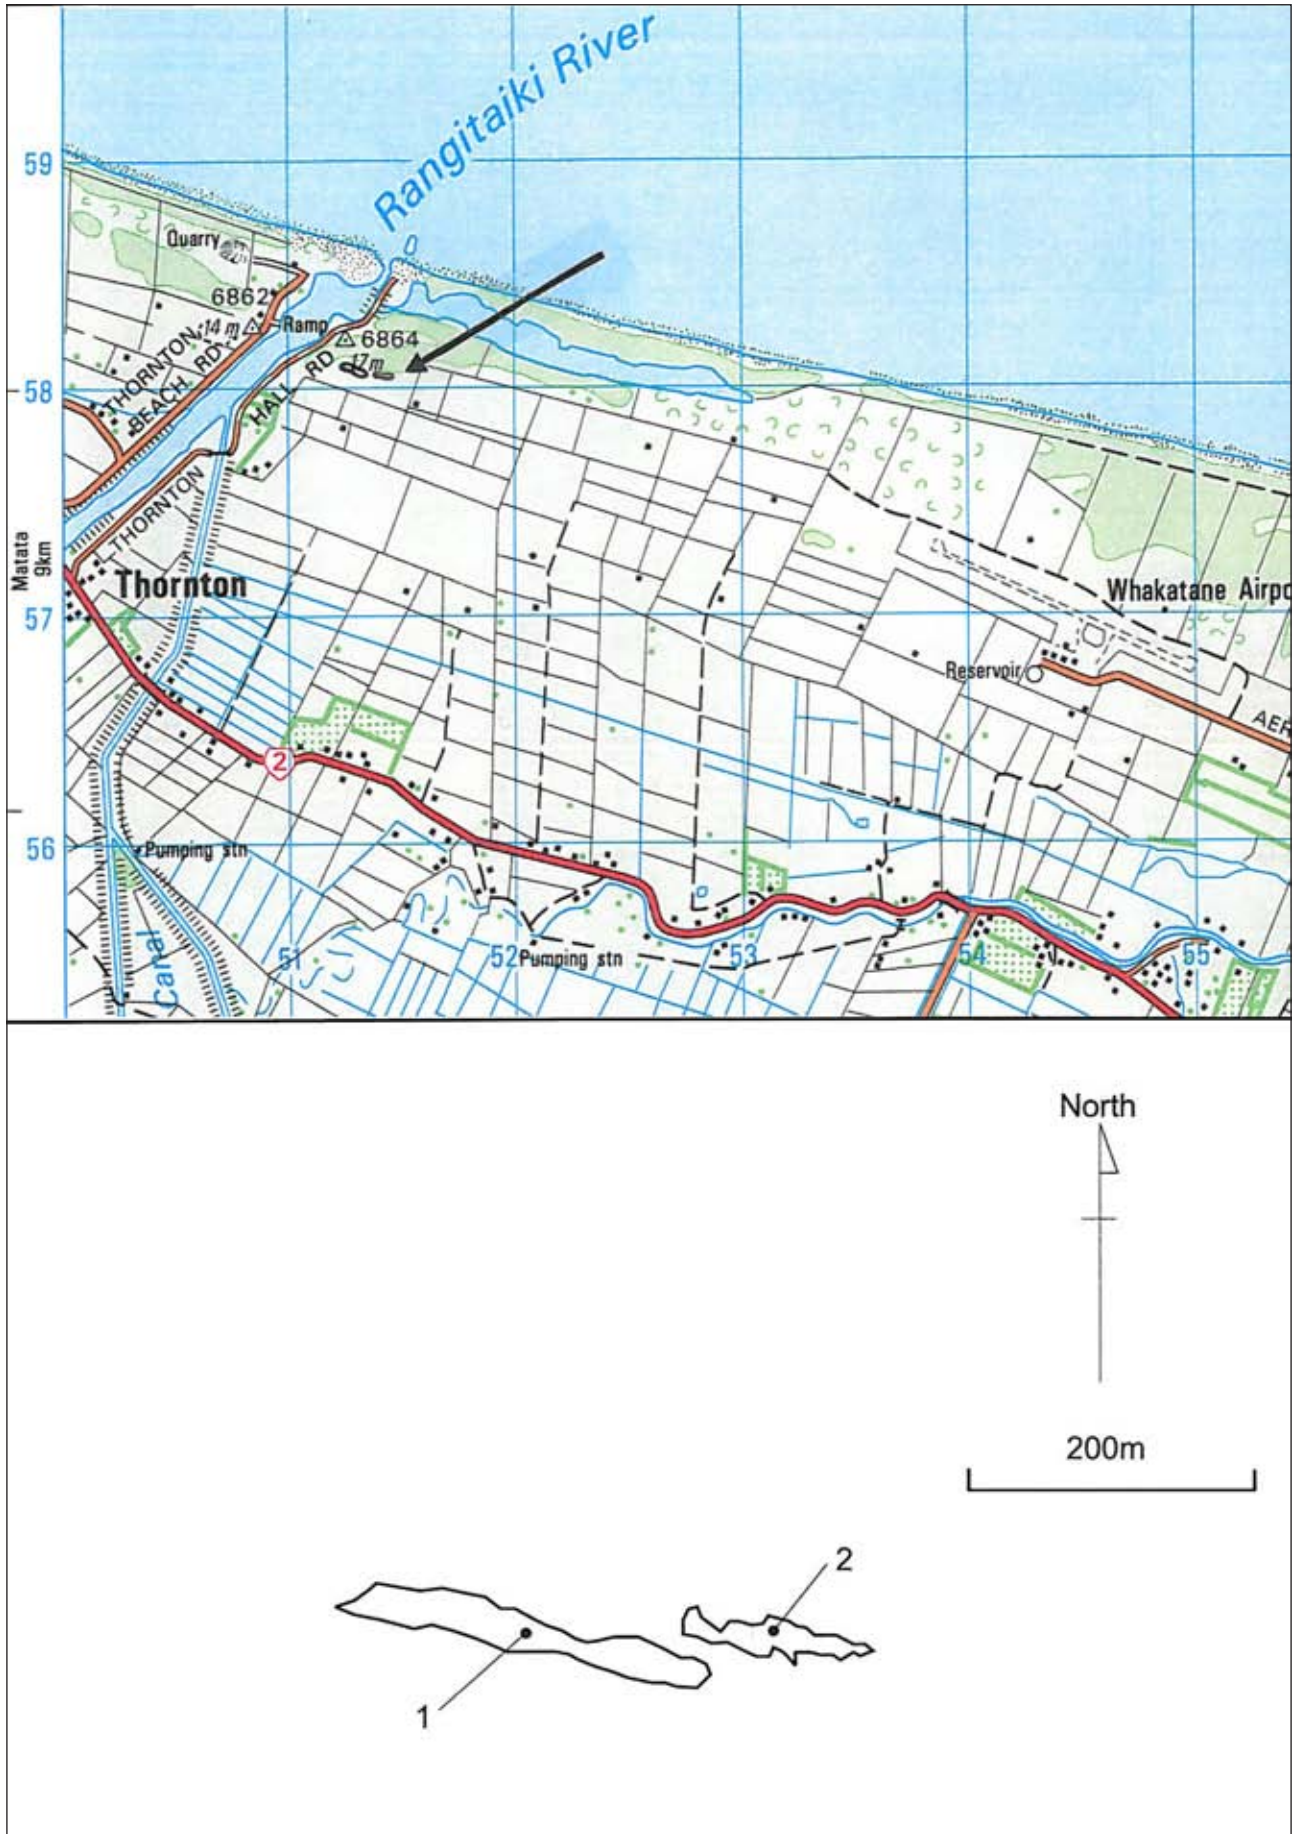 Rangitaiki River
59
Quarry
6862
14 m
Ramp
6864
17m
58
THORNTON
BEACH RD
HALL RD
THORNTON
Matata
9km
Thornton
57
Whakatane Airpo
Reservoir
AER
2
56
Pumping stn
Canal
51
52
Pumping stn
53
54
55
North
200m
2
1